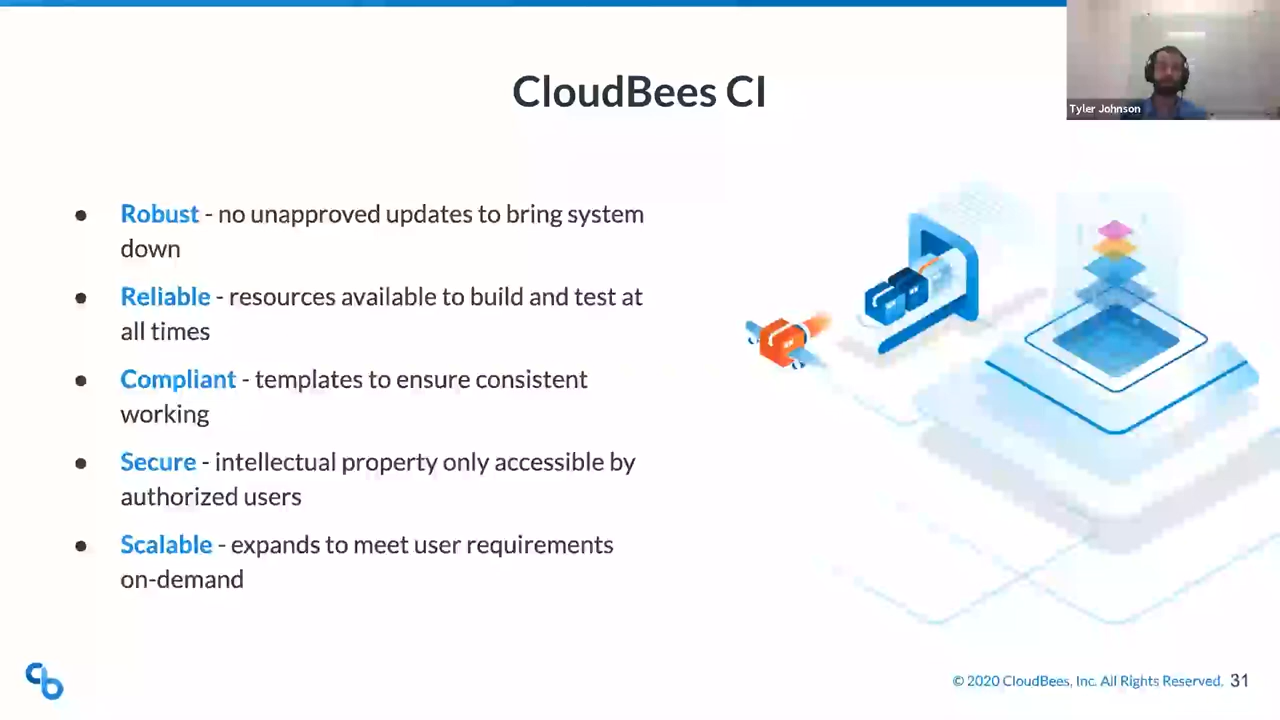 CloudBees CI
Tyler Johnson
● Robust - no unapproved updates to bring system
down
● Reliable - resources available to build and test at
all times
● Compliant - templates to ensure consistent
working
● Secure - intellectual property only accessible by
authorized users
● Scalable - expands to meet user requirements
on-demand
© 2020 CloudBees, Inc. All Rights Reserved. 31